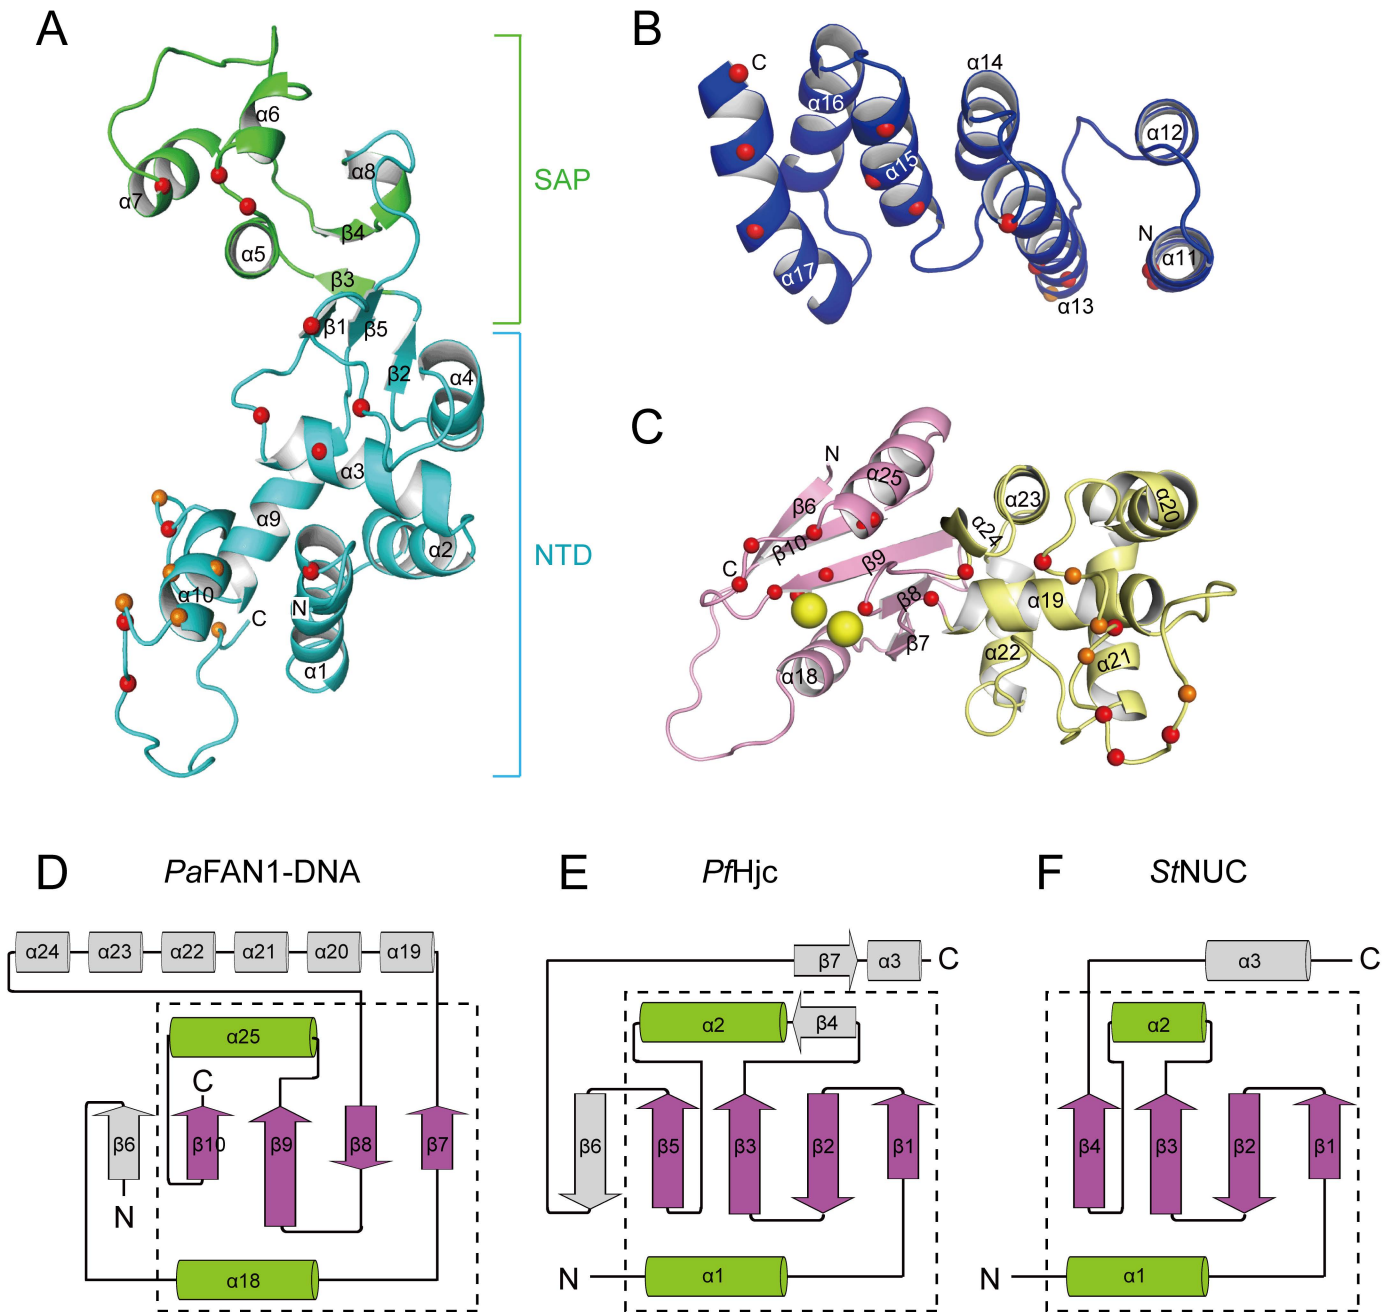 A
α6
α7
α8
α5
β4
β3
β1
β5
β2
α4
α3
α9
α2
α10
N
C
α1
SAP
NTD
B
C
α16
α14
α12
α15
N
α11
α17
α13
C
N
α25
β6
α23
α20
α24
β10
β9
C
β8
α19
β7
α22
α21
α18
D
PaFAN1-DNA
α24
α23
α22
α21
α20
α19
α25
C
β6
β10
β9
β8
β7
N
α18
E
PfHjc
β7
α3
C
α2
β4
β6
β5
β3
β2
β1
N
α1
F
StNUC
α3
C
α2
β4
β3
β2
β1
N
α1